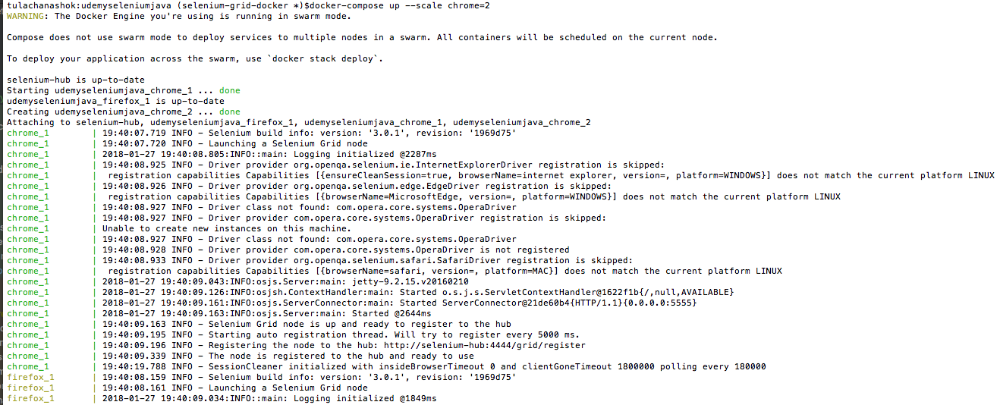 tulachanashok:udemyseleniumjava (selenium-grid-docker *)$docker-compose up --scale chrome=2
WARNING: The Docker Engine you're using is running in swarm mode.
Compose does not use swarm mode to deploy services to multiple nodes in a swarm. All containers will be scheduled on the current node.
To deploy your application across the swarm, use `docker stack deploy`.
selenium-hub is up-to-date
Starting udemyseleniumjava_chrome_1 ... done
udemyseleniumjava_firefox_1 is up-to-date
Creating udemyseleniumjava_chrome_2 ... done
Attaching to selenium-hub, udemyseleniumjava_firefox_1, udemyseleniumjava_chrome_1, udemyseleniumjava_chrome_2
chrome_1 | 19:40:07.719 INFO - Selenium build info: version: '3.0.1', revision: '1969d75'
chrome_1 | 19:40:07.720 INFO - Launching a Selenium Grid node
chrome_1 | 2018-01-27 19:40:08.805:INFO::main: Logging initialized @2287ms
chrome_1 | 19:40:08.925 INFO - Driver provider org.openqa.selenium.ie.InternetExplorerDriver registration is skipped:
chrome_1 | registration capabilities Capabilities [{ensureCleanSession=true, browserName=internet explorer, version=, platform=WINDOWS}] does not match the current platform LINUX
chrome_1 | 19:40:08.926 INFO - Driver provider org.openqa.selenium.edge.EdgeDriver registration is skipped:
chrome_1 | registration capabilities Capabilities [{browserName=MicrosoftEdge, version=, platform=WINDOWS}] does not match the current platform LINUX
chrome_1 | 19:40:08.927 INFO - Driver class not found: com.opera.core.systems.OperaDriver
chrome_1 | 19:40:08.927 INFO - Driver provider com.opera.core.systems.OperaDriver registration is skipped:
chrome_1 | Unable to create new instances on this machine.
chrome_1 | 19:40:08.927 INFO - Driver class not found: com.opera.core.systems.OperaDriver
chrome_1 | 19:40:08.928 INFO - Driver provider com.opera.core.systems.OperaDriver is not registered
chrome_1 | 19:40:08.933 INFO - Driver provider org.openqa.selenium.safari.SafariDriver registration is skipped:
chrome_1 | registration capabilities Capabilities [{browserName=safari, version=, platform=MAC}] does not match the current platform LINUX
chrome_1 | 2018-01-27 19:40:09.043:INFO:osjs.Server:main: jetty-9.2.15.v20160210
chrome_1 | 2018-01-27 19:40:09.126:INFO:osjsh.ContextHandler:main: Started o.s.j.s.ServletContextHandler@1622f1b{/,null,AVAILABLE}
chrome_1 | 2018-01-27 19:40:09.161:INFO:osjs.ServerConnector:main: Started ServerConnector@21de60b4{HTTP/1.1}{0.0.0.0:5555}
chrome_1 | 2018-01-27 19:40:09.163:INFO:osjs.Server:main: Started @2644ms
chrome_1 | 19:40:09.163 INFO - Selenium Grid node is up and ready to register to the hub
chrome_1 | 19:40:09.195 INFO - Starting auto registration thread. Will try to register every 5000 ms.
chrome_1 | 19:40:09.196 INFO - Registering the node to the hub: http://selenium-hub:4444/grid/register
chrome_1 | 19:40:09.339 INFO - The node is registered to the hub and ready to use
chrome_1 | 19:40:19.788 INFO - SessionCleaner initialized with insideBrowserTimeout 0 and clientGoneTimeout 1800000 polling every 180000
firefox_1 | 19:40:08.159 INFO - Selenium build info: version: '3.0.1', revision: '1969d75'
firefox_1 | 19:40:08.161 INFO - Launching a Selenium Grid node
firefox_1 | 2018-01-27 19:40:09.034:INFO::main: Logging initialized @1849ms